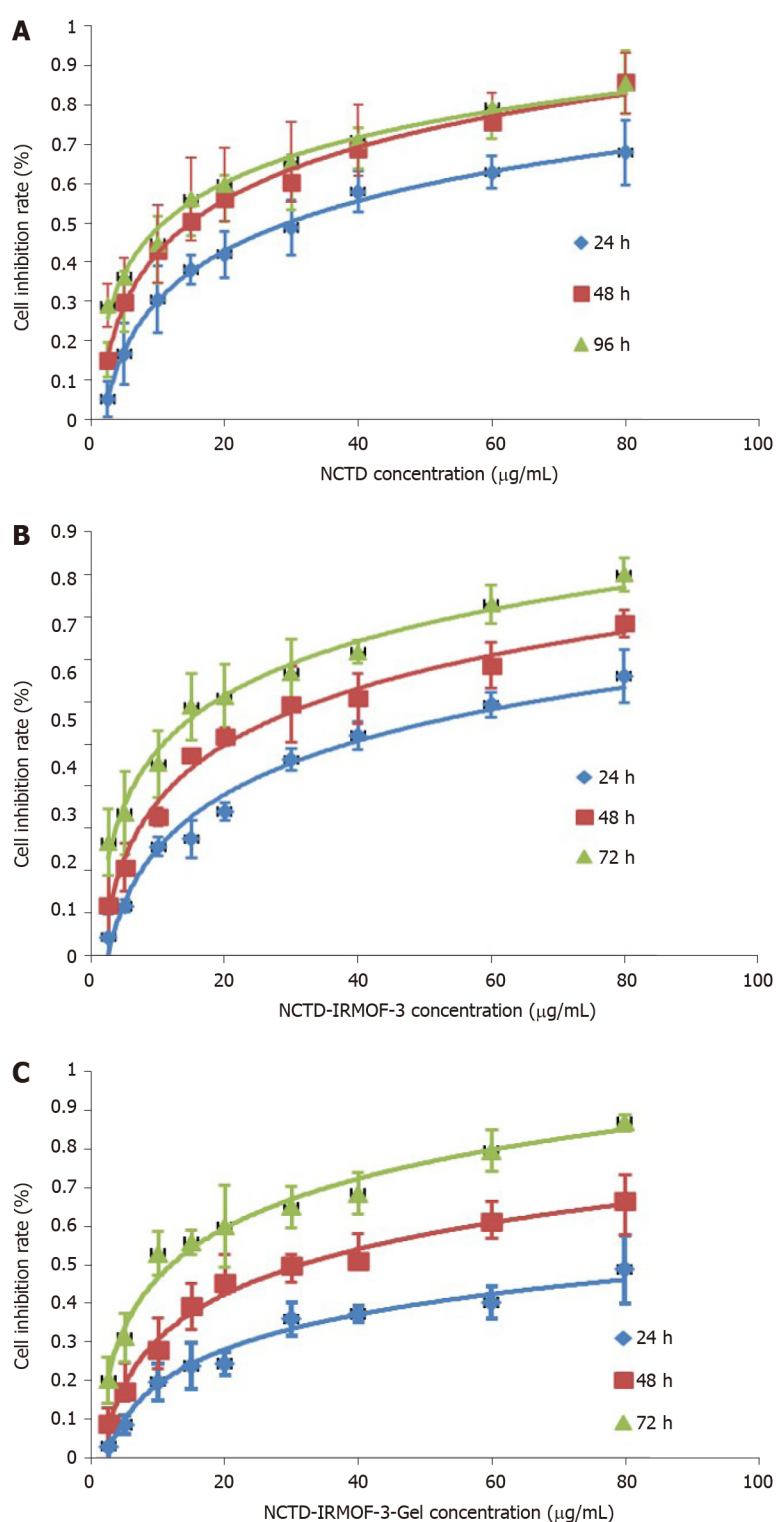 A
Cell inhibition rate (%)
1
0.9
0.8
0.7
0.6
0.5
0.4
0.3
0.2
0.1
0
0 20 40 60 80 100
NCTD concentration (μg/mL)
24 h
48 h
96 h
B
Cell inhibition rate (%)
0.9
0.8
0.7
0.6
0.5
0.4
0.3
0.2
0.1
0
0 20 40 60 80 100
NCTD-IRMOF-3 concentration (μg/mL)
24 h
48 h
72 h
C
Cell inhibition rate (%)
1
0.9
0.8
0.7
0.6
0.5
0.4
0.3
0.2
0.1
0
0 20 40 60 80 100
NCTD-IRMOF-3-Gel concentration (μg/mL)
24 h
48 h
72 h